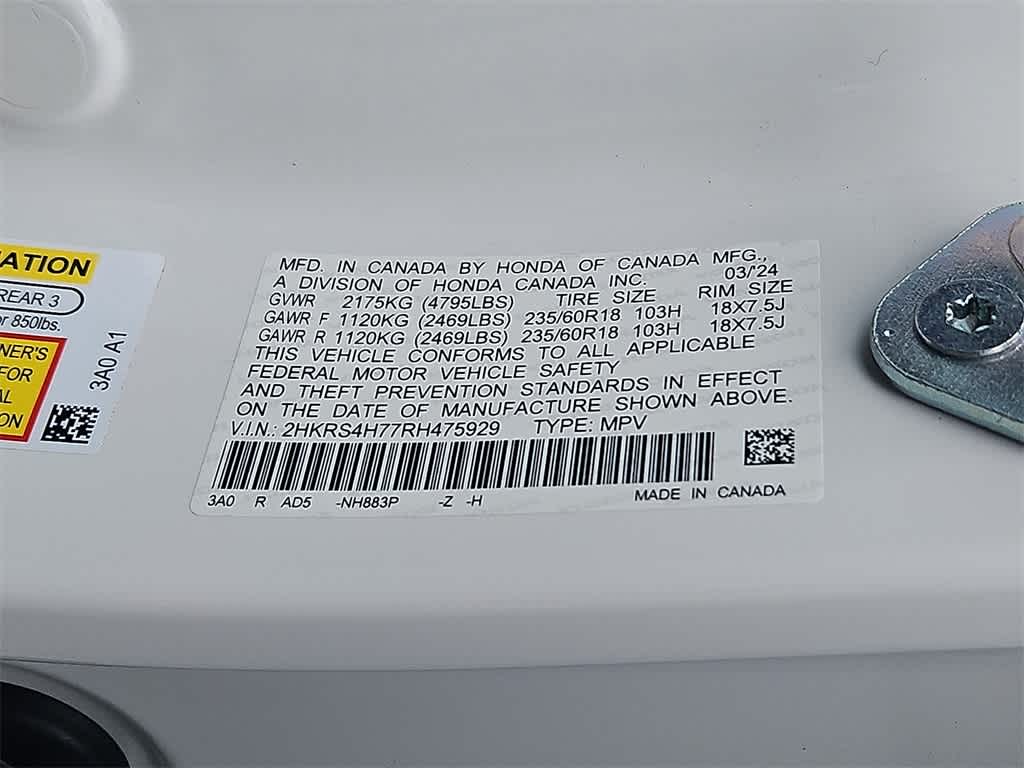 ATION
REAR 3
or 850lbs.
NER'S
FOR
AL
ON
3A0 A1
MFD. IN CANADA BY HONDA OF CANADA MFG.,
A DIVISION OF HONDA CANADA INC. 03/'24
GVWR 2175KG (4795LBS) TIRE SIZE RIM SIZE
GAWR F 1120KG (2469LBS) 235/60R18 103H 18X7.5J
GAWR R 1120KG (2469LBS) 235/60R18 103H 18X7.5J
THIS VEHICLE CONFORMS TO ALL APPLICABLE
FEDERAL MOTOR VEHICLE SAFETY
AND THEFT PREVENTION STANDARDS IN EFFECT
ON THE DATE OF MANUFACTURE SHOWN ABOVE.
V.I.N.: 2HKRS4H77RH475929 TYPE: MPV
3A0 R AD5 -NH883P -Z -H MADE IN CANADA